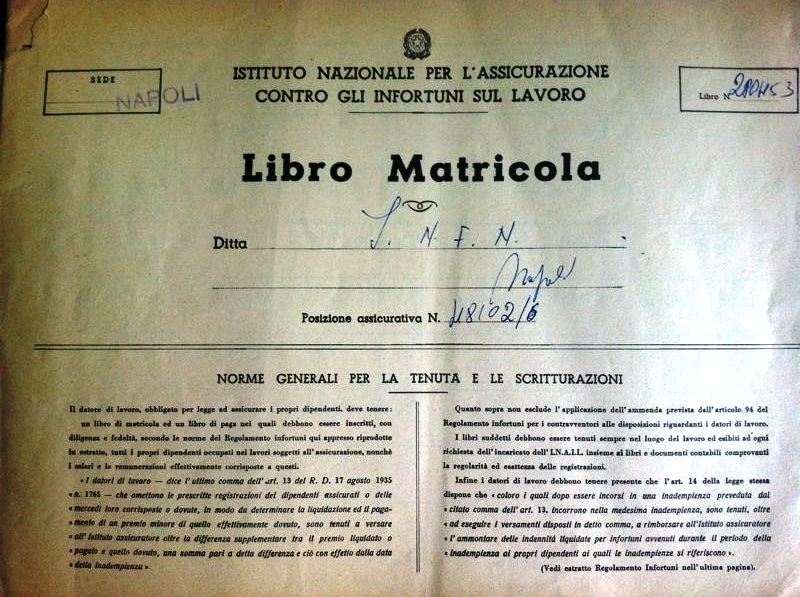 ISTITUTO NAZIONALE PER L'ASSICURAZIONE
CONTRO GLI INFORTUNI SUL LAVORO
SEDE
NAPOLI
Libro N.
Libro Matricola
Ditta I. N. F. N.
Napoli
Posizione assicurativa N. 48102/6
NORME GENERALI PER LA TENUTA E LE SCRITTURAZIONI
Il datore di lavoro, obbligato per legge ad assicurare i propri dipendenti, deve tenere:
un libro di matricola ed un libro di paga nei quali debbono essere inscritti, con
diligenza e fedeltà, secondo le norme del Regolamento infortuni qui appresso riprodotte
in estratto, tutti i propri dipendenti occupati nei lavori soggetti all'assicurazione, nonchè
i salari e le remunerazioni effettivamente corrisposte a questi.
« I datori di lavoro — dice l'ultimo comma dell'art. 13 del R. D. 17 agosto 1935
« n. 1765 — che omettono le prescritte registrazioni dei dipendenti assicurati o delle
« mercedi loro corrisposte o dovute, in modo da determinare la liquidazione ed il paga-
« mento di un premio minore di quello effettivamente dovuto, sono tenuti a versare
« all'Istituto assicuratore oltre la differenza supplementare tra il premio liquidato o
« pagato e quello dovuto, una somma pari a detta differenza e ciò con effetto dalla data
« della inadempienza ».
Quanto sopra non esclude l'applicazione dell'ammenda prevista dall'articolo 94 del
Regolamento infortuni per i contravventori alle disposizioni riguardanti i datori di lavoro.
I libri suddetti debbono essere tenuti sempre nel luogo del lavoro ed esibiti ad ogni
richiesta dell'incaricato dell'I.N.A.I.L. insieme ai libri e documenti contabili comprovanti
la regolarità ed esattezza delle registrazioni.
Infine i datori di lavoro debbono tenere presente che l'art. 14 della legge stessa
dispone che « coloro i quali dopo essere incorsi in una inadempienza preveduta dal
« citato comma dell'art. 13, incorrono nella medesima inadempienza, sono tenuti, oltre
« ad eseguire i versamenti disposti in detto comma, a rimborsare all'Istituto assicuratore
« l'ammontare delle indennità liquidate per infortuni avvenuti durante il periodo della
« inadempienza ai propri dipendenti ai quali le inadempienze si riferiscono ».
(Vedi estratto Regolamento Infortuni nell'ultima pagina).